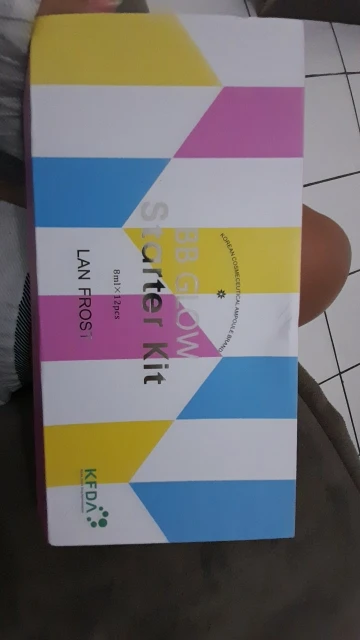 KOREAN COSMECEUTICAL AMPOULE BRAND
BB GLOW
Starter Kit
8ml×12pcs
LAN FROST
KFDA